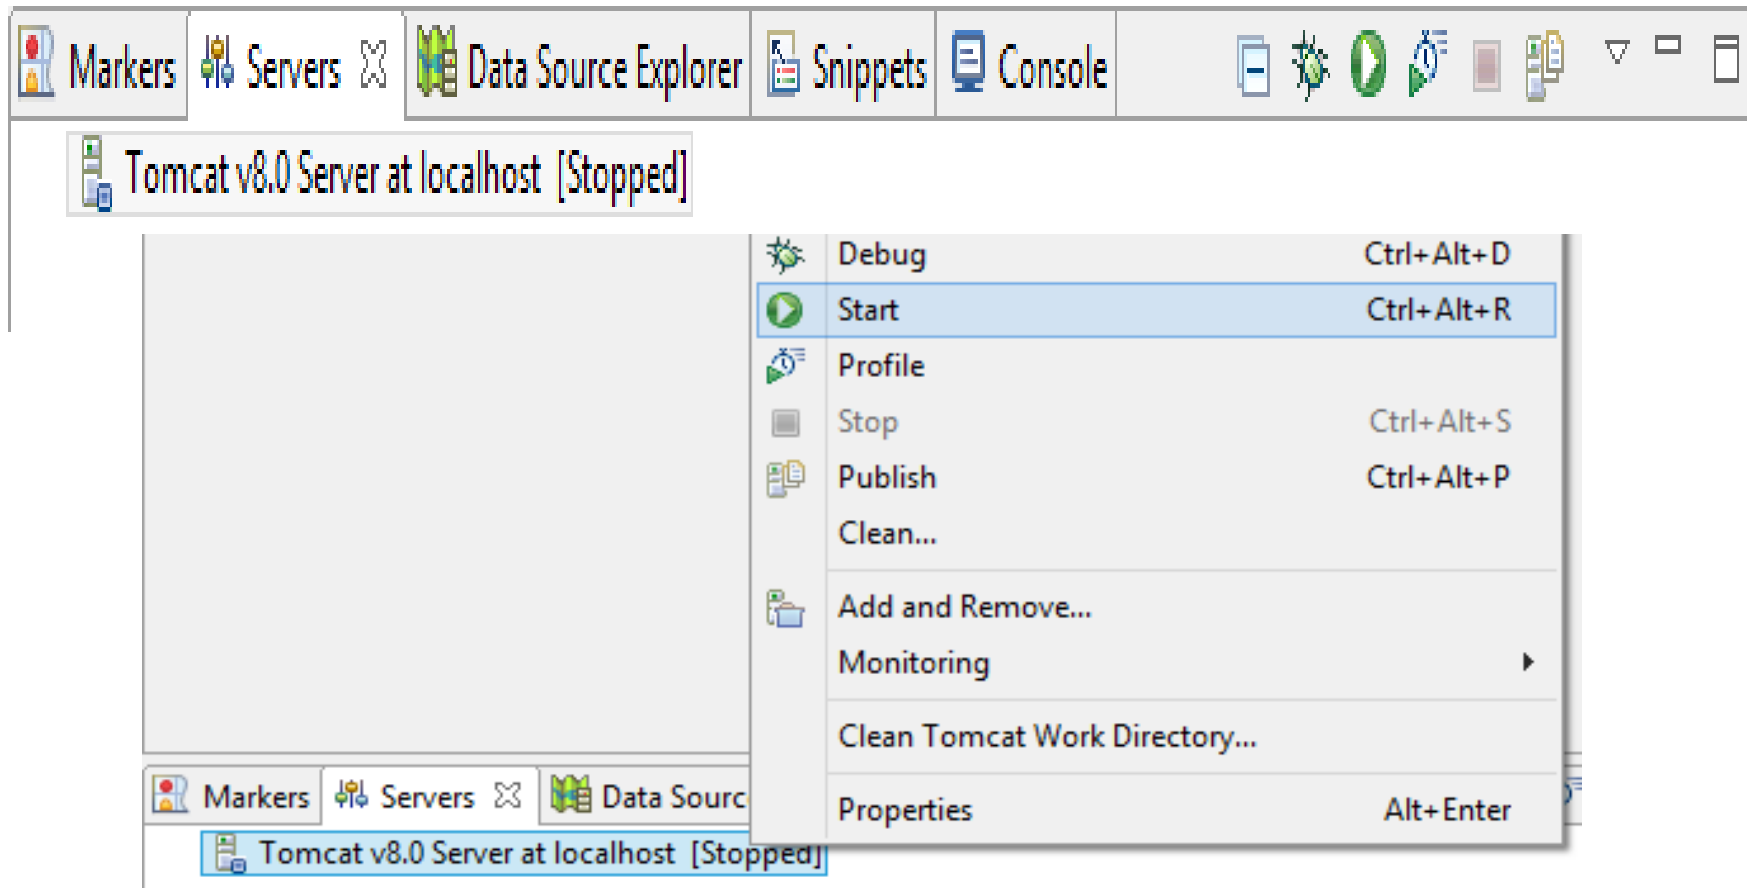 Markers Servers Data Source Explorer Snippets Console
Tomcat v8.0 Server at localhost [Stopped]
Debug Ctrl+Alt+D
Start Ctrl+Alt+R
Profile
Stop Ctrl+Alt+S
Publish Ctrl+Alt+P
Clean...
Add and Remove...
Monitoring
Clean Tomcat Work Directory...
Properties Alt+Enter
Markers Servers Data Sourc
Tomcat v8.0 Server at localhost [Stopped]